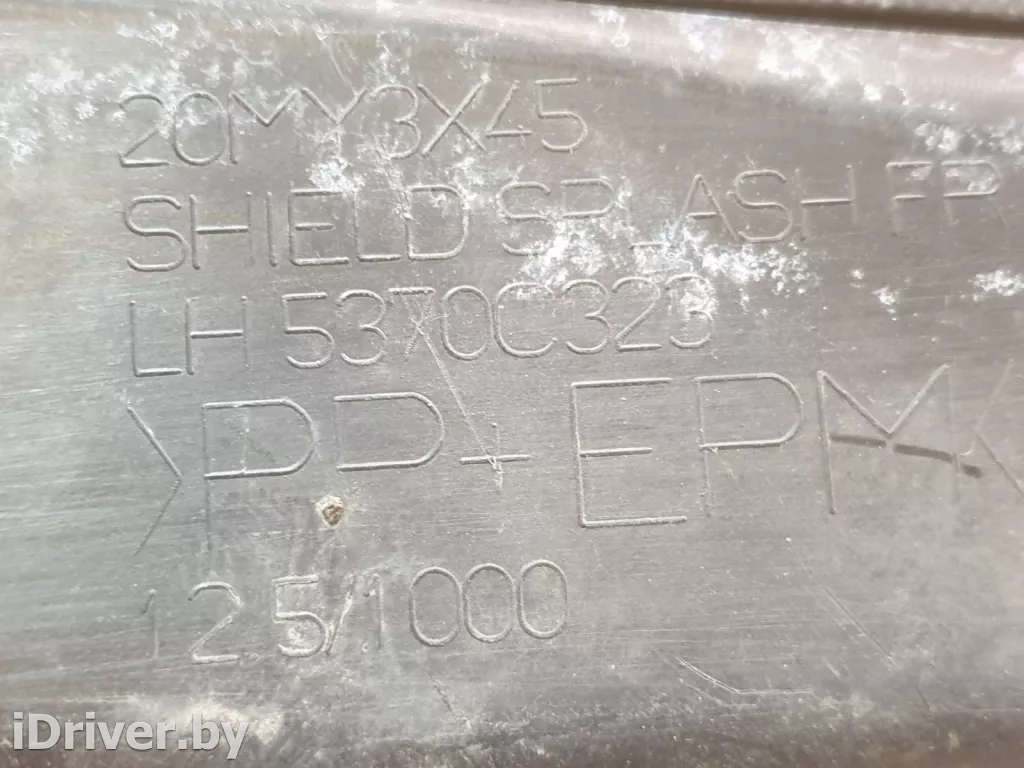 20MY3X45
SHIELD SPLASH FR
LH 5370C323
>PP+EPM<
12.5/1000
iDriver.by